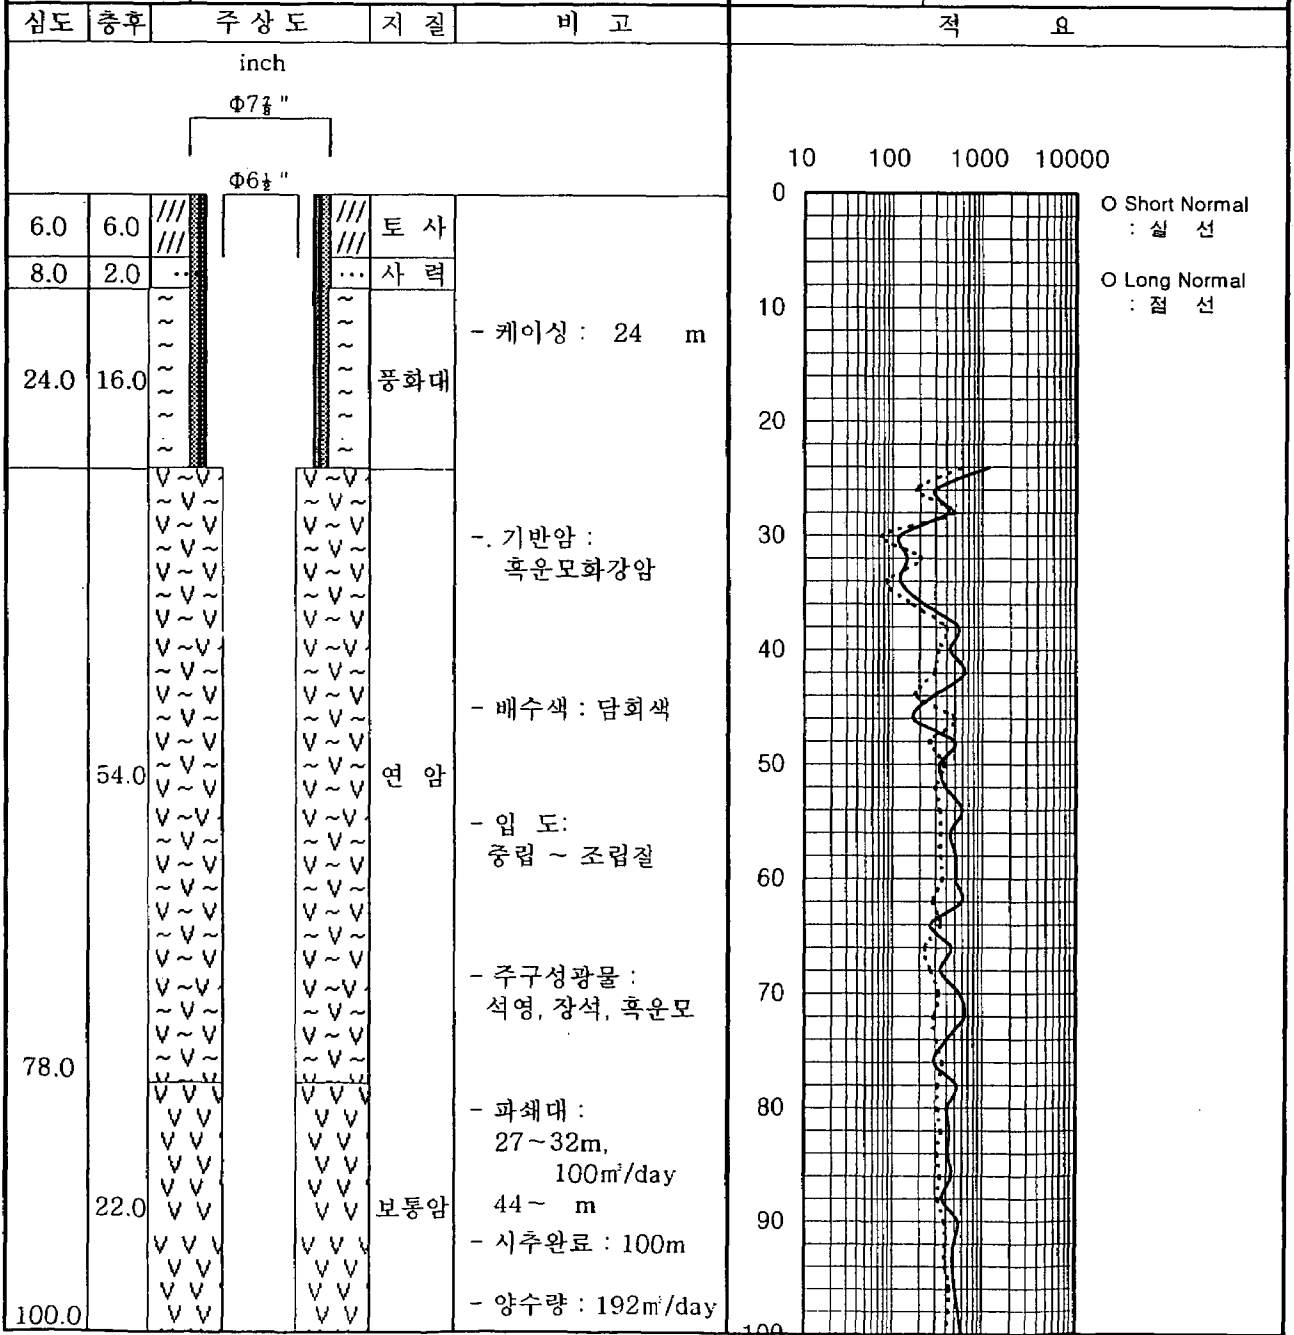 심도 층후 주 상 도 지 질 비 고 적 요
inch
Φ7⅞ "
Φ6½ "
6.0 6.0 토 사
8.0 2.0 사 력
24.0 16.0 풍화대
- 케이싱 : 24 m
-. 기반암 :
흑운모화강암
- 배수색 : 담회색
54.0 연 암
- 입 도:
중립 ~ 조립질
- 주구성광물 :
석영, 장석, 흑운모
78.0
- 파쇄대 :
27~32m,
100㎥/day
44~ m
22.0 보통암
- 시추완료 : 100m
100.0
- 양수량 : 192㎥/day
10 100 1000 10000
0
10
20
30
40
50
60
70
80
90
100
O Short Normal
: 실 선
O Long Normal
: 점 선